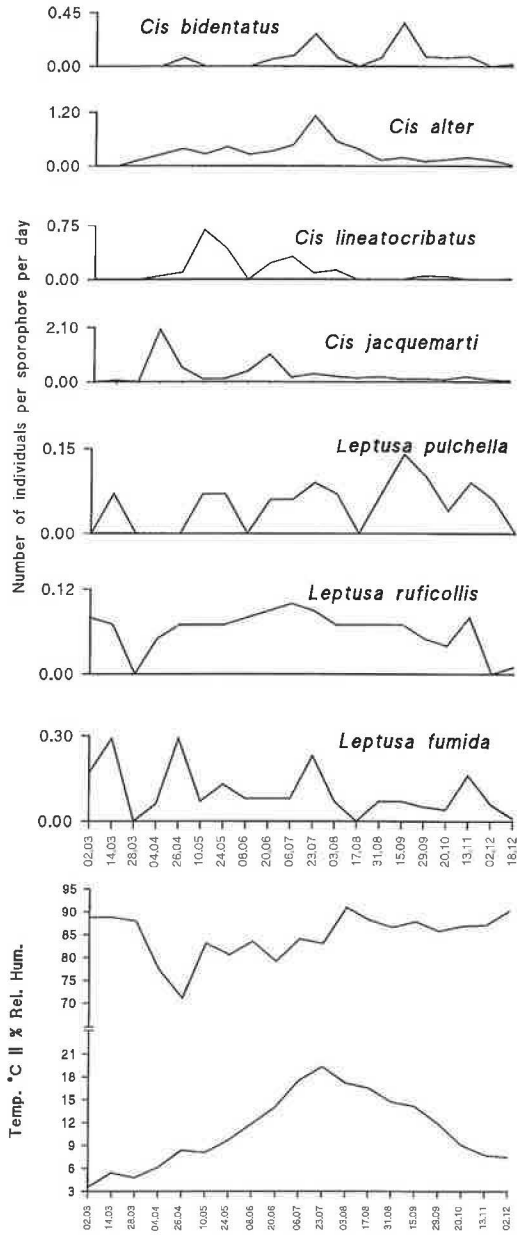 0.45
Cis bidentatus
0.00
1.20
Cis alter
0.00
0.75
Cis lineatocribatus
0.00
2.10
Cis jacquemarti
0.00
Number of individuals per sporophore per day
0.15
Leptusa pulchella
0.00
0.12
Leptusa ruficollis
0.00
0.30
Leptusa fumida
0.00
02.03 14.03 28.03 04.04 26.04 10.05 24.05 08.06 20.06 06.07 23.07 03.08 17.08 31.08 15.09 29.09 20.10 13.11 02.12 18.12
95
90
85
80
75
70
Temp. °C II % Rel. Hum.
21
18
15
12
9
6
3
02.03 14.03 28.03 04.04 26.04 10.05 24.05 08.06 20.06 06.07 23.07 03.08 17.08 31.08 15.09 29.09 20.10 13.11 02.12